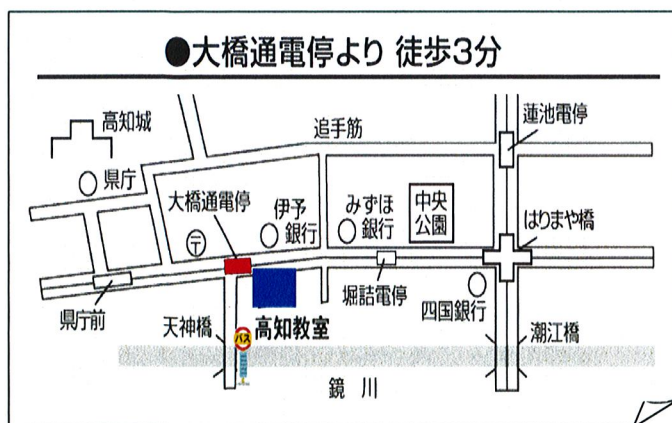 ●大橋通電停より 徒歩3分
高知城
追手筋
蓮池電停
県庁
大橋通電停
伊予
銀行
みずほ
銀行
中央
公園
はりまや橋
〒
県庁前
堀詰電停
四国銀行
天神橋
バス
高知教室
潮江橋
鏡川